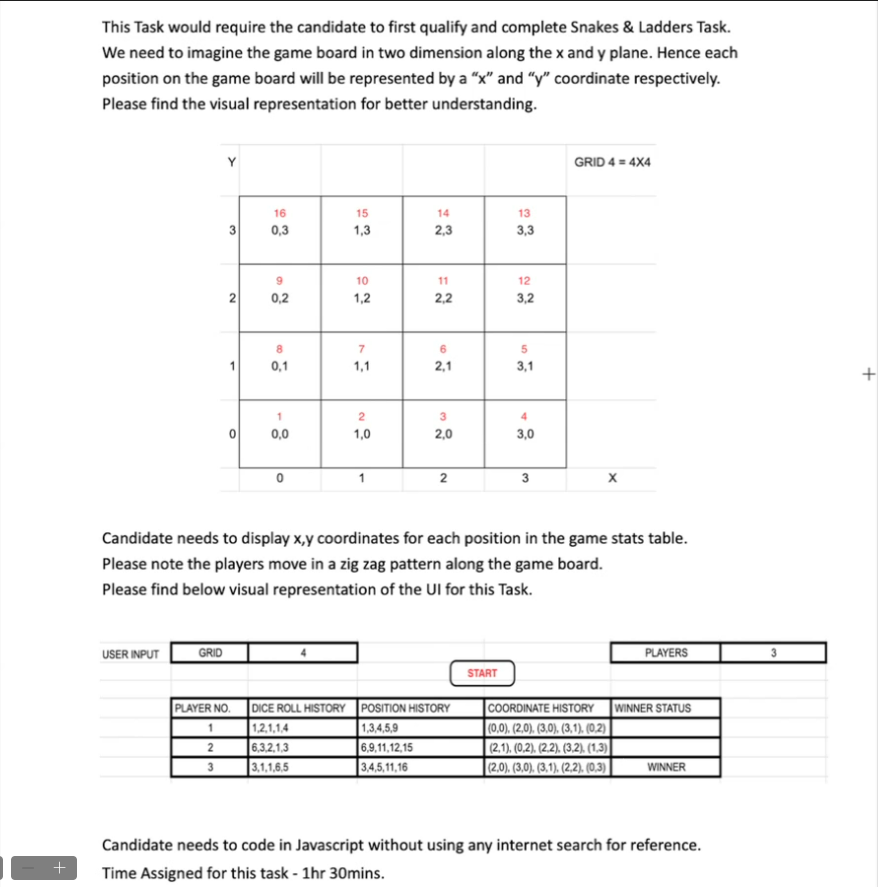 This Task would require the candidate to first qualify and complete Snakes & Ladders Task.
We need to imagine the game board in two dimension along the x and y plane. Hence each
position on the game board will be represented by a “x” and “y” coordinate respectively.
Please find the visual representation for better understanding.
Y GRID 4 = 4X4
16 15 14 13
3 0,3 1,3 2,3 3,3
9 10 11 12
2 0,2 1,2 2,2 3,2
8 7 6 5
1 0,1 1,1 2,1 3,1
1 2 3 4
0 0,0 1,0 2,0 3,0
0 1 2 3 X
Candidate needs to display x,y coordinates for each position in the game stats table.
Please note the players move in a zig zag pattern along the game board.
Please find below visual representation of the UI for this Task.
USER INPUT GRID 4 PLAYERS 3
START
PLAYER NO. DICE ROLL HISTORY POSITION HISTORY COORDINATE HISTORY WINNER STATUS
1 1,2,1,1,4 1,3,4,5,9 (0,0), (2,0), (3,0), (3,1), (0,2)
2 6,3,2,1,3 6,9,11,12,15 (2,1), (0,2), (2,2), (3,2), (1,3)
3 3,1,1,6,5 3,4,5,11,16 (2,0), (3,0), (3,1), (2,2), (0,3) WINNER
Candidate needs to code in Javascript without using any internet search for reference.
Time Assigned for this task - 1hr 30mins.